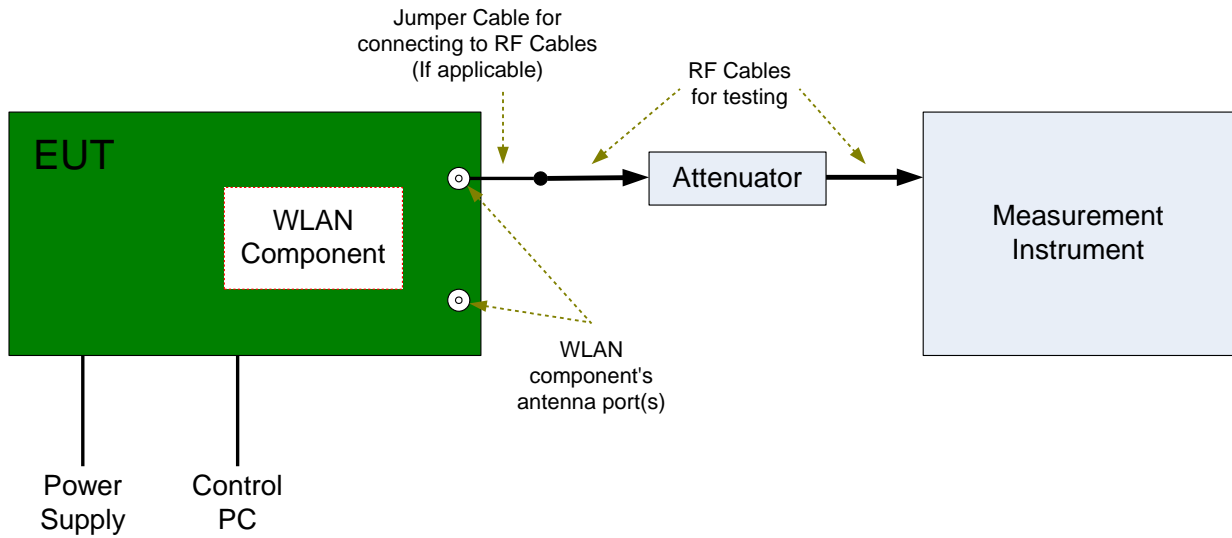 Jumper Cable for
connecting to RF Cables
(If applicable)
RF Cables
for testing
EUT
WLAN
Component
Attenuator
Measurement
Instrument
WLAN
component's
antenna port(s)
Power
Supply
Control
PC